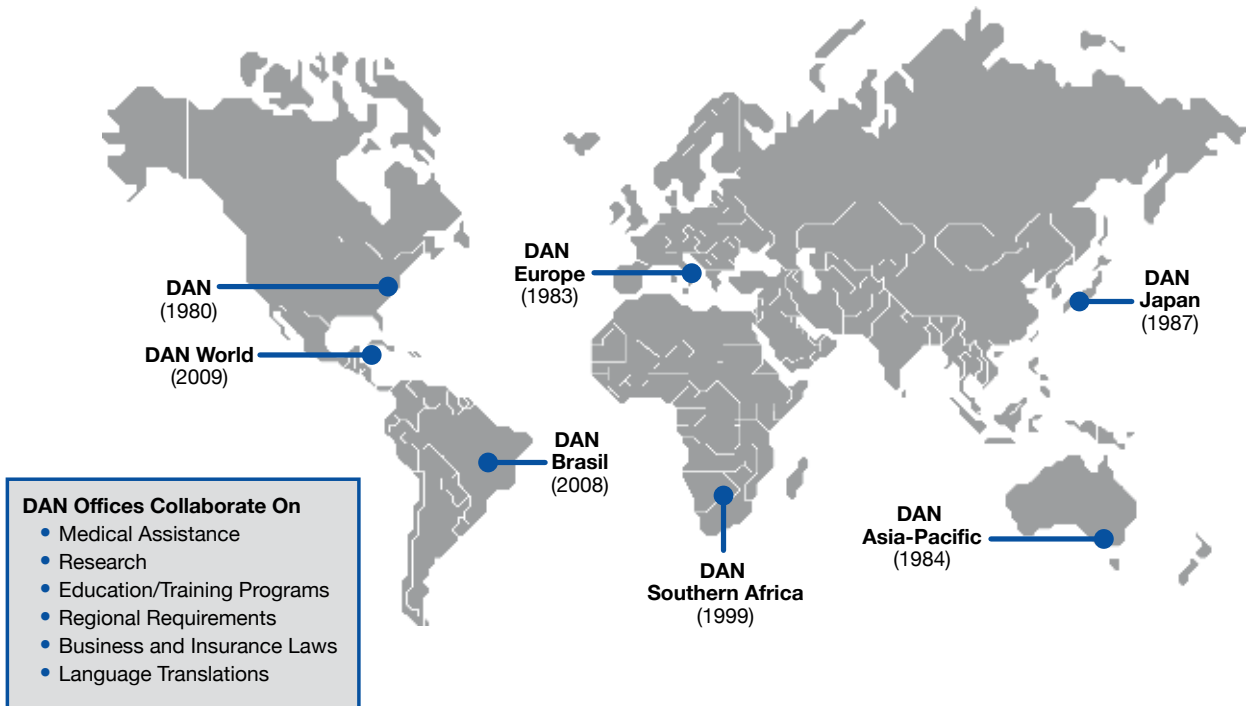 DAN
(1980)
DAN World
(2009)
DAN
Europe
(1983)
DAN
Japan
(1987)
DAN
Brasil
(2008)
DAN
Southern Africa
(1999)
DAN
Asia-Pacific
(1984)
DAN Offices Collaborate On
• Medical Assistance
• Research
• Education/Training Programs
• Regional Requirements
• Business and Insurance Laws
• Language Translations